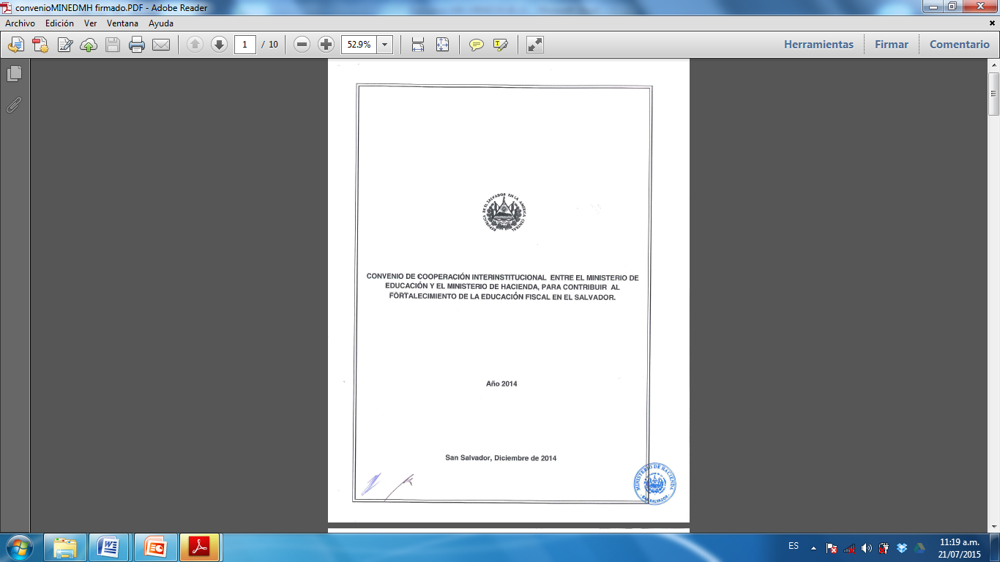 convenioMINEDMH firmado.PDF - Adobe Reader
Archivo Edición Ver Ventana Ayuda
1 / 10 52.9% Herramientas Firmar Comentario
REPÚBLICA DE EL SALVADOR EN LA AMÉRICA CENTRAL
CONVENIO DE COOPERACIÓN INTERINSTITUCIONAL ENTRE EL MINISTERIO DE
EDUCACIÓN Y EL MINISTERIO DE HACIENDA, PARA CONTRIBUIR AL
FORTALECIMIENTO DE LA EDUCACIÓN FISCAL EN EL SALVADOR.
Año 2014
San Salvador, Diciembre de 2014
MINISTERIO DE HACIENDA
SAN SALVADOR
ES
11:19 a.m.
21/07/2015